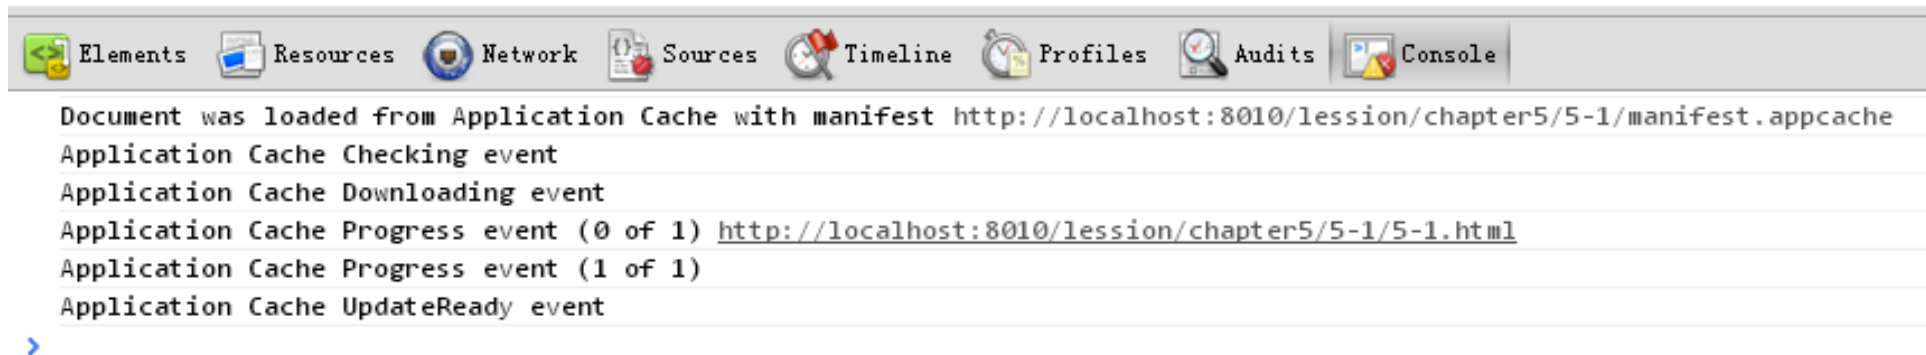 Elements Resources Network Sources Timeline Profiles Audits Console
Document was loaded from Application Cache with manifest http://localhost:8010/lession/chapter5/5-1/manifest.appcache
Application Cache Checking event
Application Cache Downloading event
Application Cache Progress event (0 of 1) http://localhost:8010/lession/chapter5/5-1/5-1.html
Application Cache Progress event (1 of 1)
Application Cache UpdateReady event